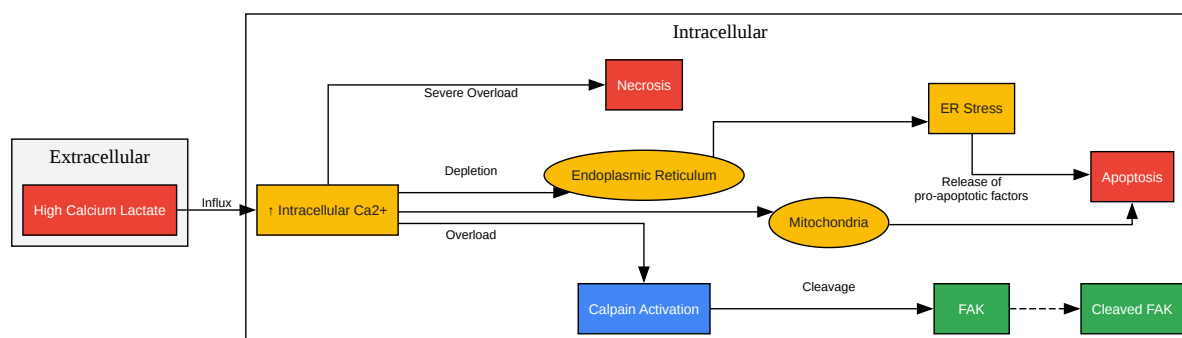 Intracellular
Necrosis
Severe Overload
ER Stress
Extracellular
Depletion
Endoplasmic Reticulum
Apoptosis
Release of
pro-apoptotic factors
High Calcium Lactate
Influx
↑ Intracellular Ca2+
Mitochondria
Overload
Calpain Activation
Cleavage
FAK
Cleaved FAK